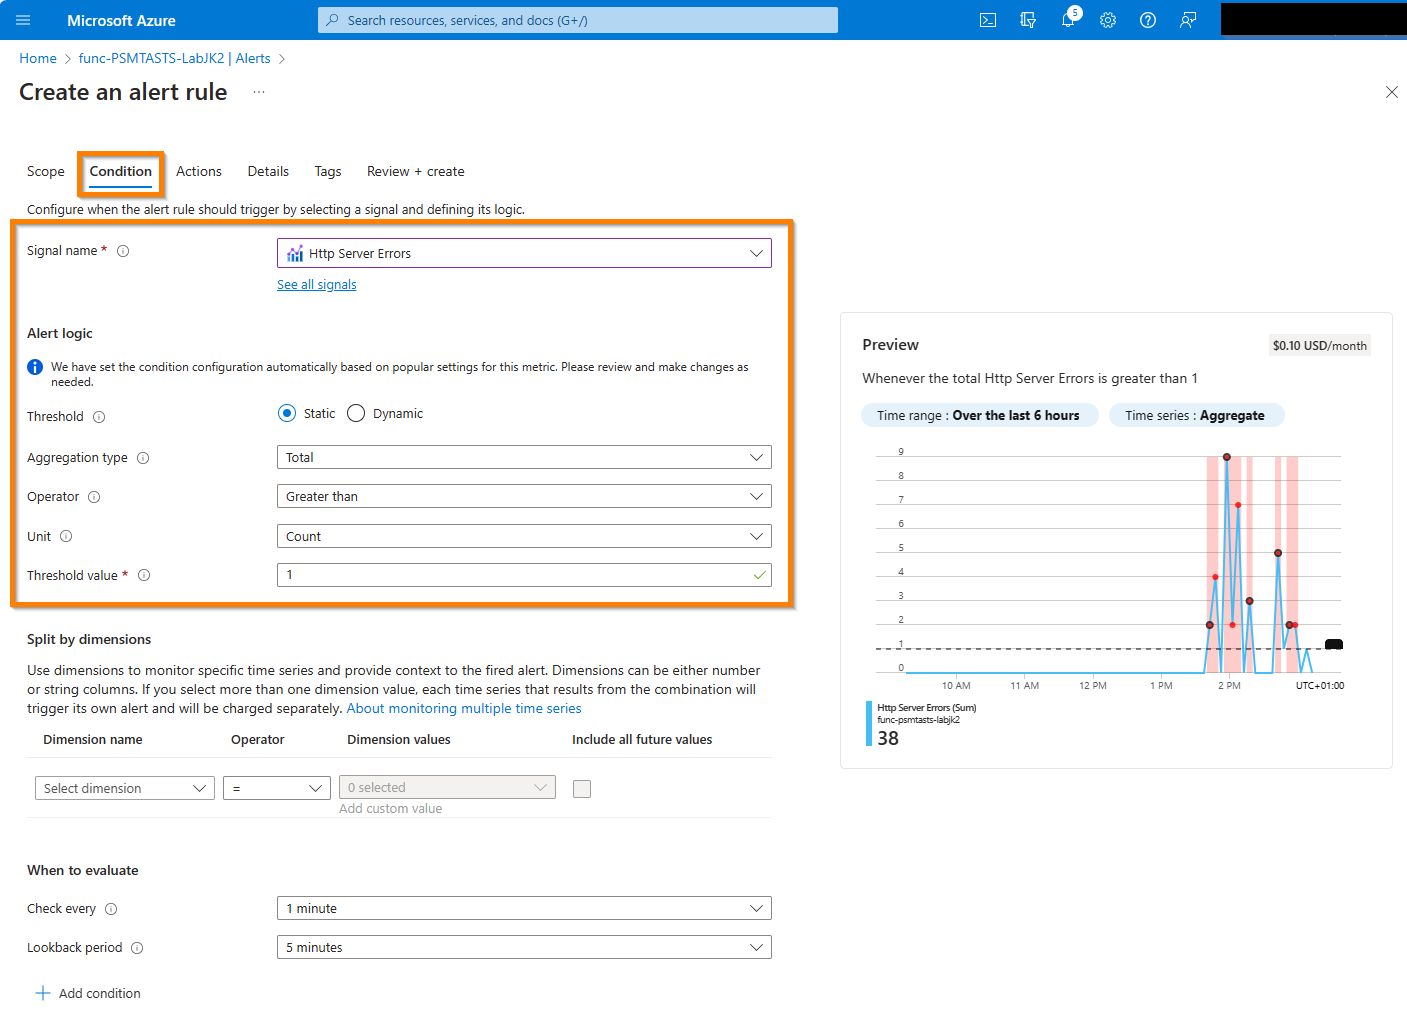 Microsoft Azure
Search resources, services, and docs (G+/)
5
Home > func-PSMTASTS-LabJK2 | Alerts >
Create an alert rule ...
Scope Condition Actions Details Tags Review + create
Configure when the alert rule should trigger by selecting a signal and defining its logic.
Signal name *
Http Server Errors
See all signals
Alert logic
We have set the condition configuration automatically based on popular settings for this metric. Please review and make changes as
needed.
Threshold
Static Dynamic
Aggregation type
Total
Operator
Greater than
Unit
Count
Threshold value *
1
Split by dimensions
Use dimensions to monitor specific time series and provide context to the fired alert. Dimensions can be either number
or string columns. If you select more than one dimension value, each time series that results from the combination will
trigger its own alert and will be charged separately. About monitoring multiple time series
Dimension name Operator Dimension values Include all future values
Select dimension = 0 selected
Add custom value
When to evaluate
Check every
1 minute
Lookback period
5 minutes
+ Add condition
Preview
$0.10 USD/month
Whenever the total Http Server Errors is greater than 1
Time range : Over the last 6 hours
Time series : Aggregate
9
8
7
6
5
4
3
2
1
0
10 AM 11 AM 12 PM 1 PM 2 PM UTC+01:00
Http Server Errors (Sum)
func-psmtasts-labjk2
38